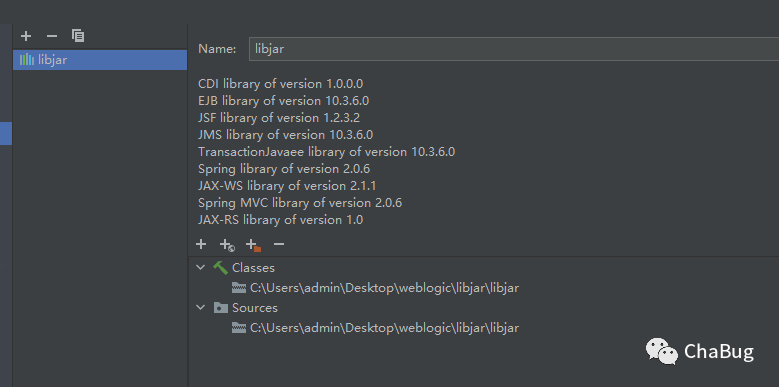 libjar
Name: libjar
CDI library of version 1.0.0.0
EJB library of version 10.3.6.0
JSF library of version 1.2.3.2
JMS library of version 10.3.6.0
TransactionJavaee library of version 10.3.6.0
Spring library of version 2.0.6
JAX-WS library of version 2.1.1
Spring MVC library of version 2.0.6
JAX-RS library of version 1.0
Classes
C:\Users\admin\Desktop\weblogic\libjar\libjar
Sources
C:\Users\admin\Desktop\weblogic\libjar\libjar
ChaBug